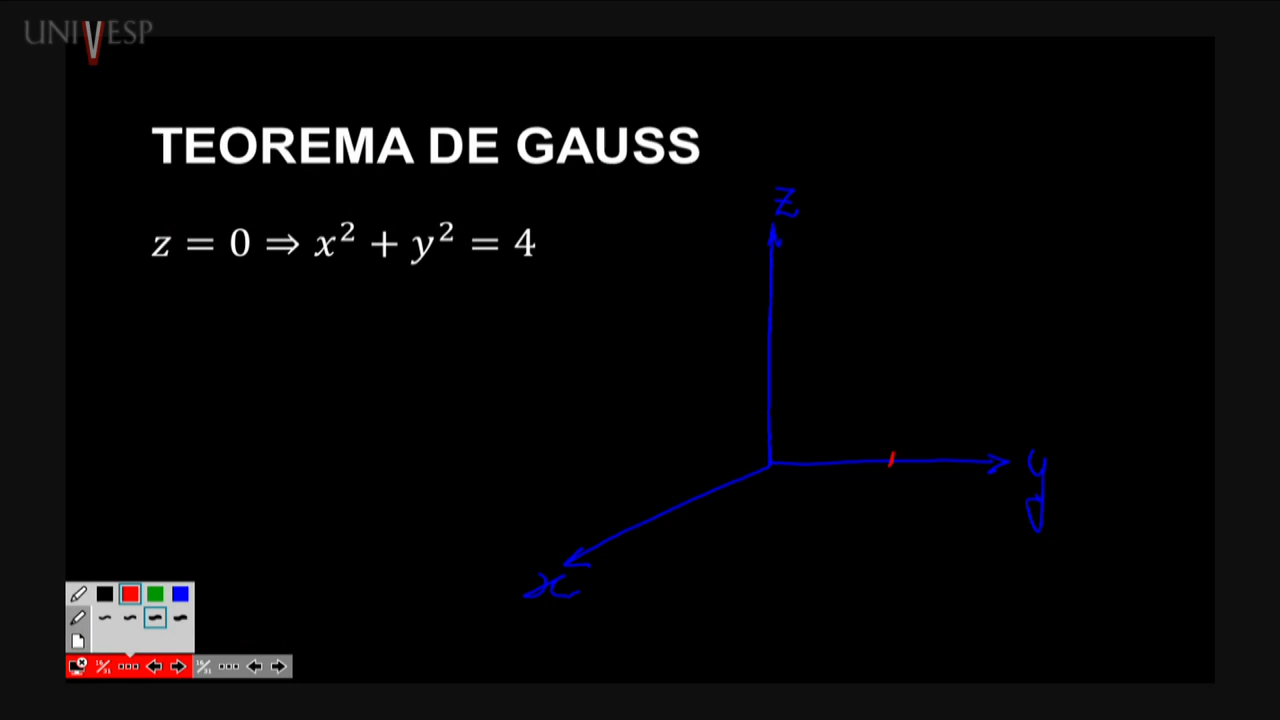 UNIVESP
TEOREMA DE GAUSS
z = 0 ⇒ x² + y² = 4
z
y
x